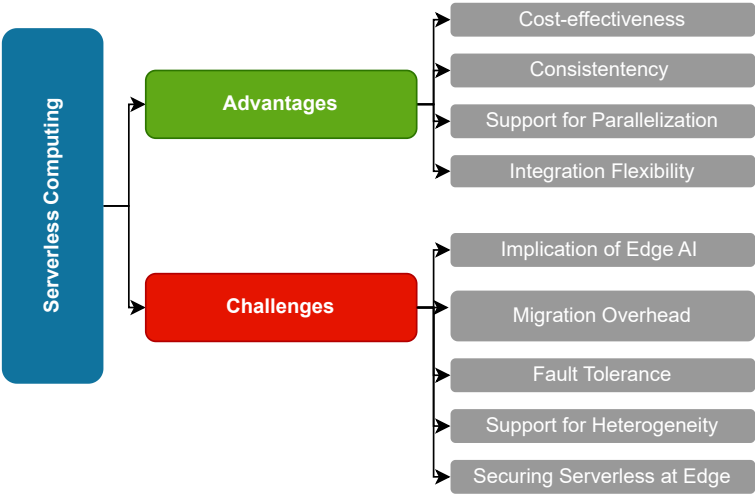 Serverless Computing
Advantages
Cost-effectiveness
Consistentency
Support for Parallelization
Integration Flexibility
Challenges
Implication of Edge AI
Migration Overhead
Fault Tolerance
Support for Heterogeneity
Securing Serverless at Edge